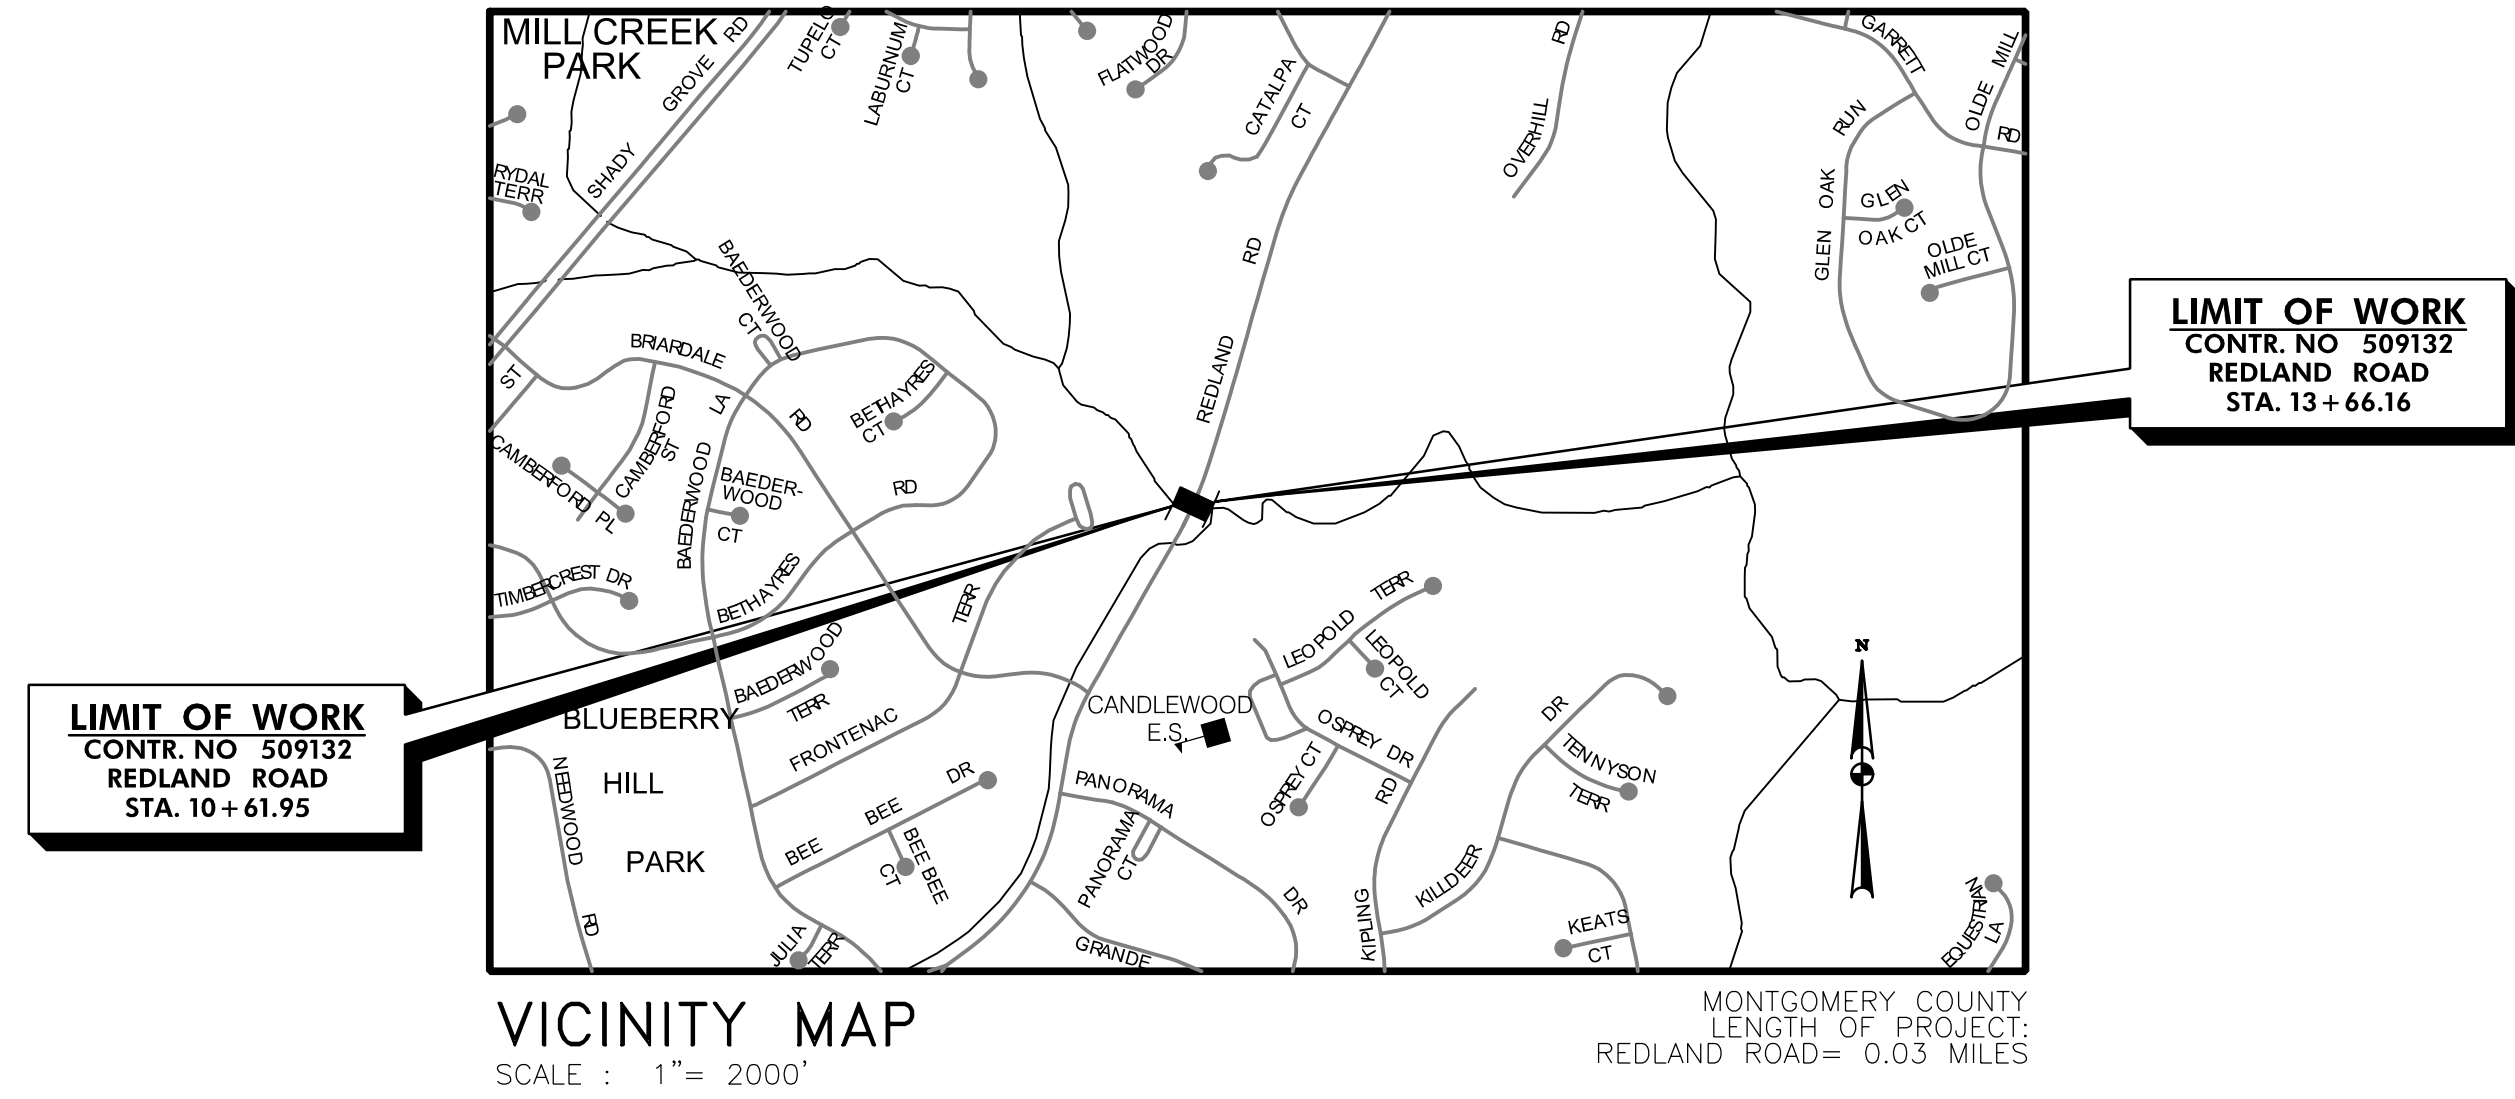 MILL CREEK
PARK
SHADY GROVE RD
TUPELO
CT
LABURNUM
CT
FLATWOOD
DR
CATALPA
CT
OVERHILL RD
GARRETT
RD
OLDE MILL
RYDAL
TERR
GLEN OAK RUN
GLEN
OAK CT
OLDE
MILL CT
REDLAND RD
BAEDERWOOD
CT
BRIARDALE
RD
ST
CAMBERFORD
ST
CAMBERFORD PL
BAEDERWOOD LA
BETHAYRES
CT
BAEDER-
WOOD
CT
BETHAYRES RD
TIMBERCREST DR
LIMIT OF WORK
CONTR. NO 509132
REDLAND ROAD
STA. 13+66.16
LIMIT OF WORK
CONTR. NO 509132
REDLAND ROAD
STA. 10+61.95
BAEDERWOOD
TERR
FRONTENAC TERR
BLUEBERRY
HILL
PARK
NEEDWOOD RD
BEE BEE DR
BEE BEE
CT
JULIA
TERR
CANDLEWOOD
E.S.
PANORAMA DR
PANORAMA
CT
GRANDE
LEOPOLD TERR
LEOPOLD
CT
OSPREY DR
OSPREY CT
KIPLING RD
KILLDEER DR
TENNYSON
TERR
KEATS
CT
N
EQUESTRIAN
LA
VICINITY MAP
SCALE : 1"= 2000'
MONTGOMERY COUNTY
LENGTH OF PROJECT:
REDLAND ROAD= 0.03 MILES